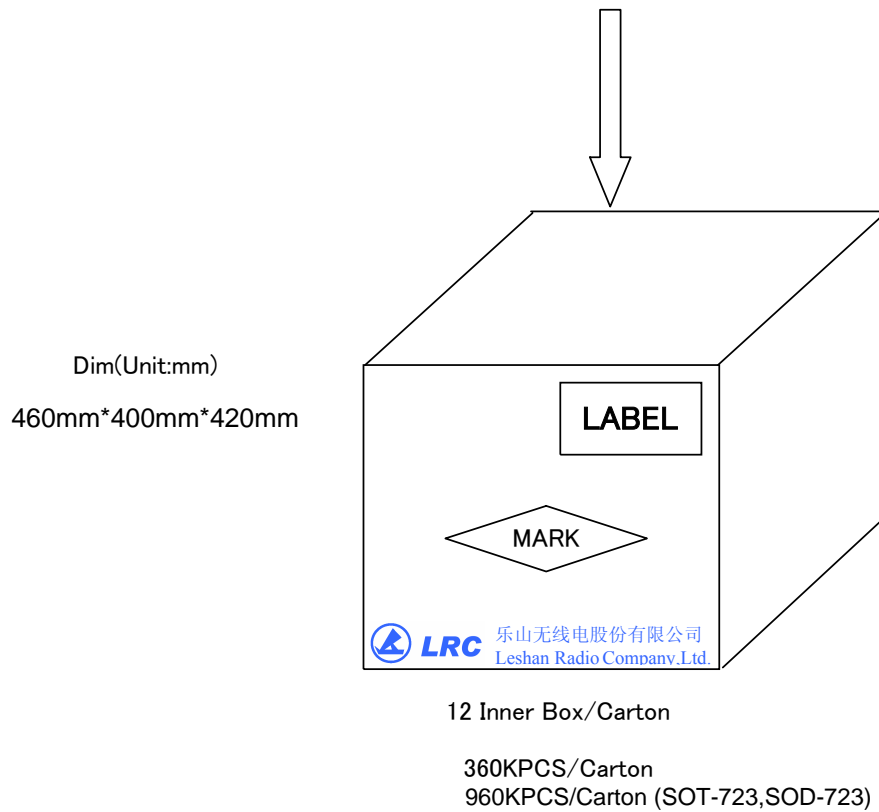 Dim(Unit:mm)
460mm*400mm*420mm
LABEL
MARK
LRC
乐山无线电股份有限公司
Leshan Radio Company,Ltd.
12 Inner Box/Carton
360KPCS/Carton
960KPCS/Carton (SOT-723,SOD-723)